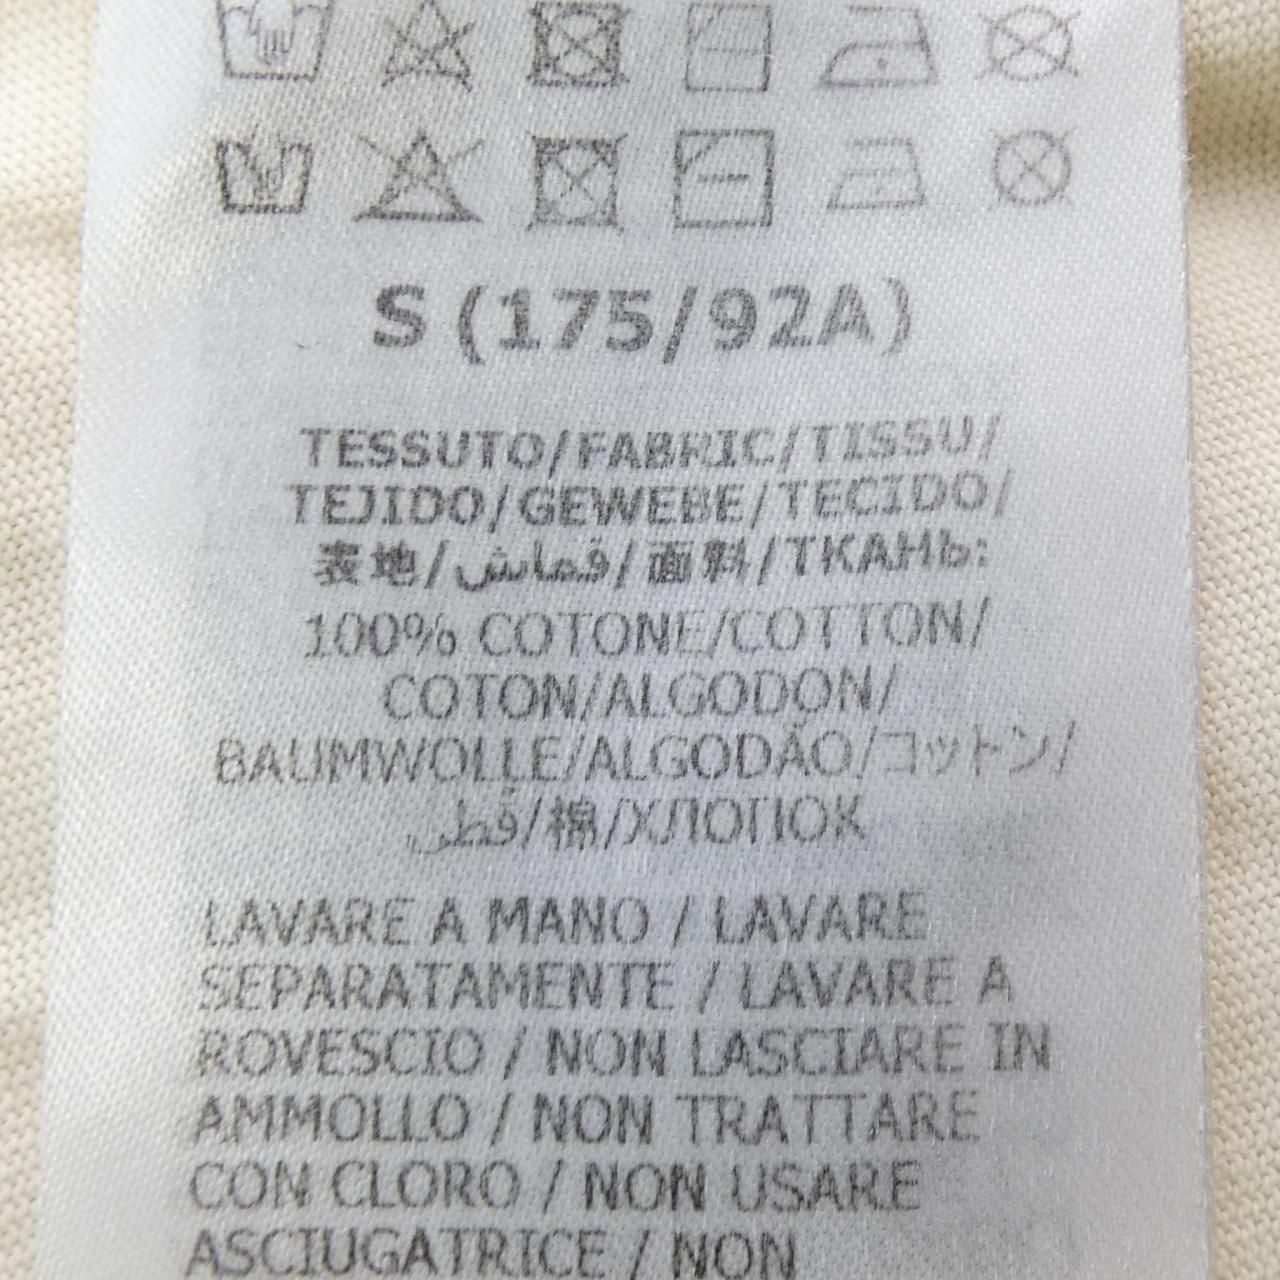 S (175/92A)
TESSUTO/FABRIC/TISSU/
TEJIDO/GEWEBE/TECIDO/
表地/قماش/面料/ТКАНЬ:
100% COTONE/COTTON/
COTON/ALGODÓN/
BAUMWOLLE/ALGODÃO/コットン/
قطن/棉/ХЛОПОК
LAVARE A MANO / LAVARE
SEPARATAMENTE / LAVARE A
ROVESCIO / NON LASCIARE IN
AMMOLLO / NON TRATTARE
CON CLORO / NON USARE
ASCIUGATRICE / NON